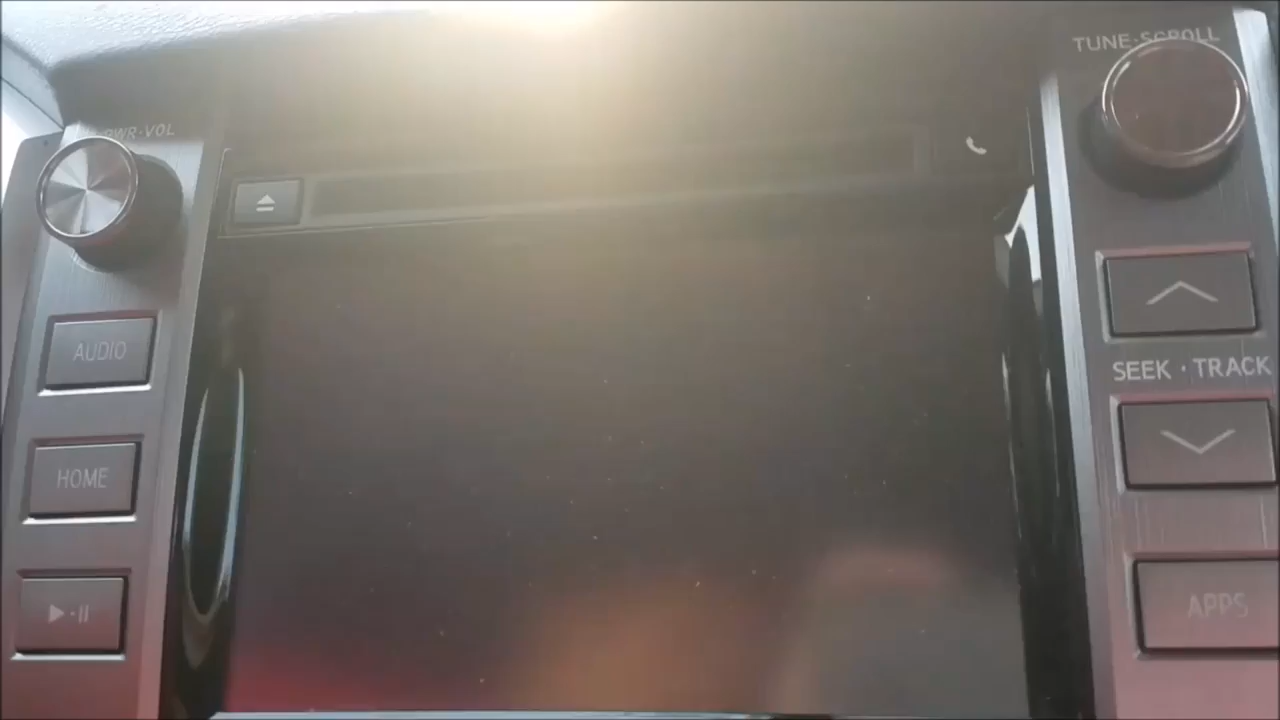 PWR·VOL
TUNE·SCROLL
AUDIO
HOME
SEEK · TRACK
APPS